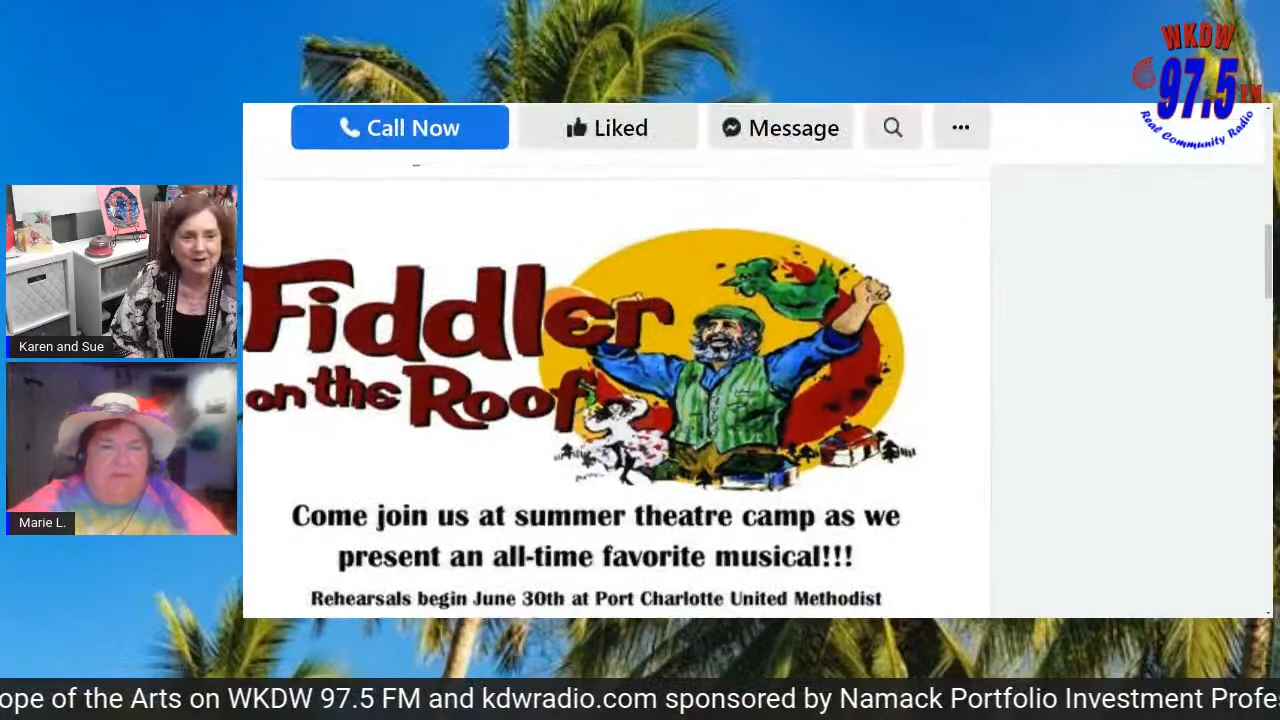 WKDW
97.5 FM
Real Community Radio
Call Now
Liked
Message
Fiddler
on the Roof
Come join us at summer theatre camp as we
present an all-time favorite musical!!!
Rehearsals begin June 30th at Port Charlotte United Methodist
Karen and Sue
Marie L.
ope of the Arts on WKDW 97.5 FM and kdwradio.com sponsored by Namack Portfolio Investment Profe